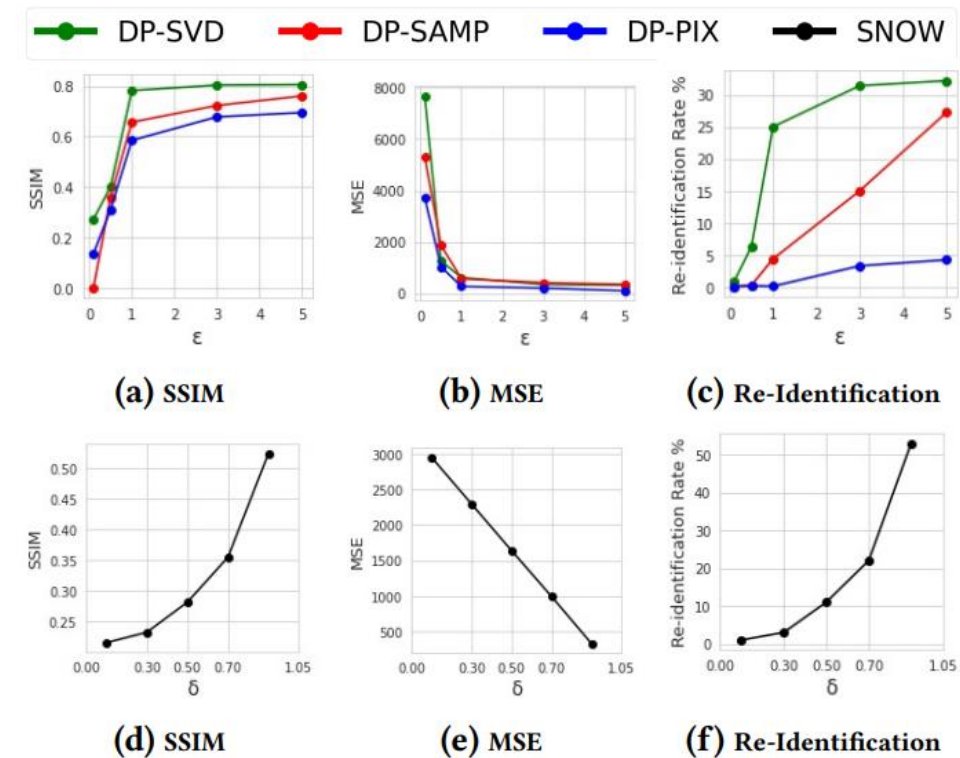 DP-SVD DP-SAMP DP-PIX SNOW
SSIM
0.8
0.6
0.4
0.2
0.0
0 1 2 3 4 5
ε
MSE
8000
6000
4000
2000
0
0 1 2 3 4 5
ε
Re-identification Rate %
30
25
20
15
10
5
0
0 1 2 3 4 5
ε
(a) SSIM
(b) MSE
(c) Re-Identification
SSIM
0.50
0.45
0.40
0.35
0.30
0.25
0.00 0.30 0.50 0.70 1.05
δ
MSE
3000
2500
2000
1500
1000
500
0.00 0.30 0.50 0.70 1.05
δ
Re-identification Rate %
50
40
30
20
10
0
0.00 0.30 0.50 0.70 1.05
δ
(d) SSIM
(e) MSE
(f) Re-Identification